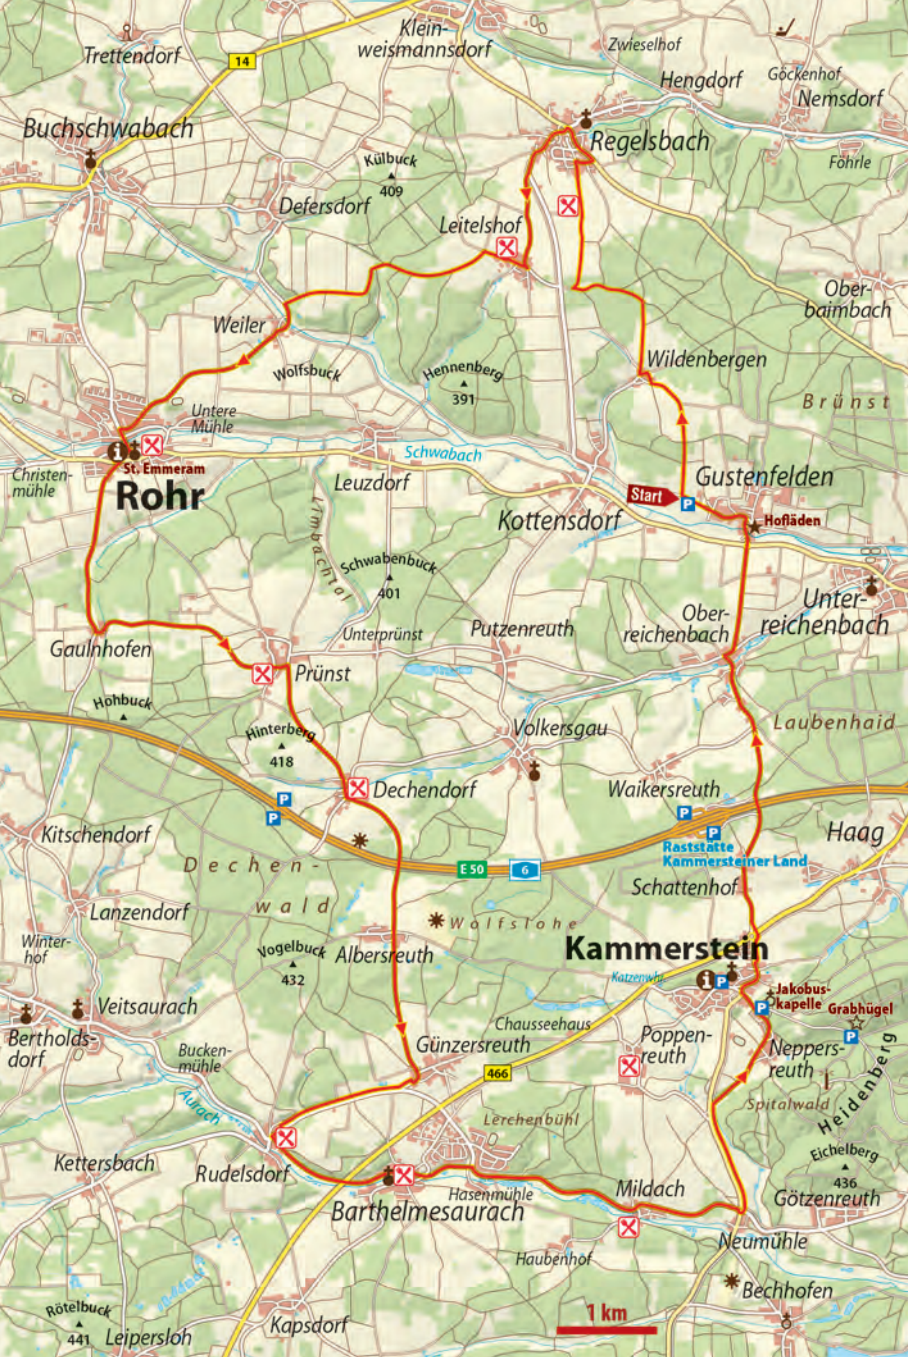 Klein-
weismannsdorf
Trettendorf
Zwieselhof
14
Hengdorf
Göckenhof
Nemsdorf
Buchschwabach
Regelsbach
Külbuck
409
Föhrle
Defersdorf
Leitelshof
Ober-
baimbach
Weiler
Wildenbergen
Wolfsbuck
Hennenberg
391
Brünst
Untere
Mühle
Schwabach
St. Emmeram
Christen-
mühle
Rohr
Leuzdorf
Gustenfelden
Start
P
Kottensdorf
Hofläden
Limbachtal
Schwabenbuck
401
Unter-
reichenbach
Ober-
reichenbach
Gaulnhofen
Unterprünst
Putzenreuth
Prünst
Hohbuck
Hinterberg
418
Volkersgau
Laubenhaid
Dechendorf
Waikersreuth
P
P
P
P
Kitschendorf
Haag
Raststätte
Kammersteiner Land
Dechen-
wald
E 50
6
Schattenhof
Lanzendorf
Wolfslohe
Winter-
hof
Vogelbuck
432
Albersreuth
Kammerstein
Katzenwhr.
i P
Jakobus-
kapelle
P
Grabhügel
P
Veitsaurach
Bertholds-
dorf
Chausseehaus
Günzersreuth
Poppen-
reuth
Neppers-
reuth
Bucken-
mühle
466
Spitalwald
Heidenberg
Aurach
Lerchenbühl
Eichelberg
436
Kettersbach
Rudelsdorf
Hasenmühle
Mildach
Götzenreuth
Barthelmesaurach
Neumühle
Haubenhof
Bechhofen
Rötelbuck
441
Leipersloh
Kapsdorf
1 km